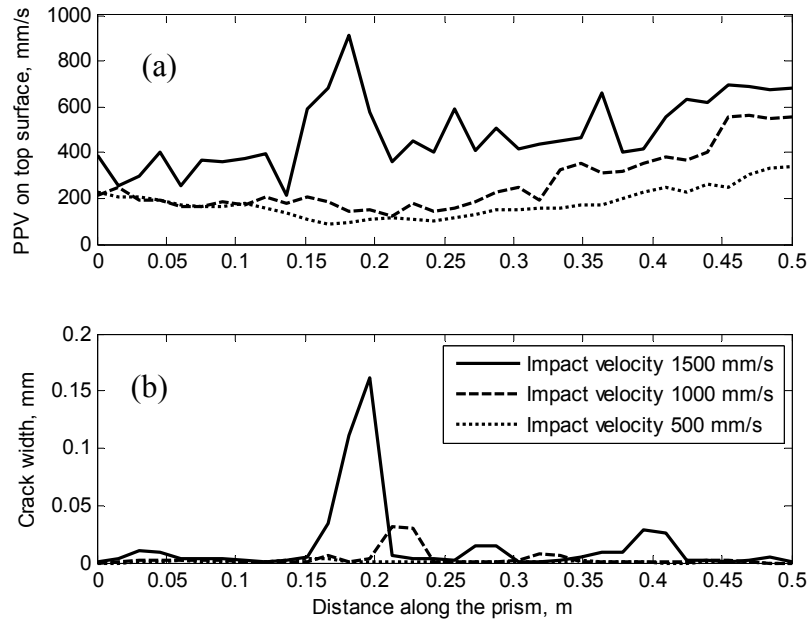 1000
800
600
400
200
0
PPV on top surface, mm/s
(a)
0 0.05 0.1 0.15 0.2 0.25 0.3 0.35 0.4 0.45 0.5
0.2
0.15
0.1
0.05
0
Crack width, mm
(b)
Impact velocity 1500 mm/s
Impact velocity 1000 mm/s
Impact velocity 500 mm/s
0 0.05 0.1 0.15 0.2 0.25 0.3 0.35 0.4 0.45 0.5
Distance along the prism, m